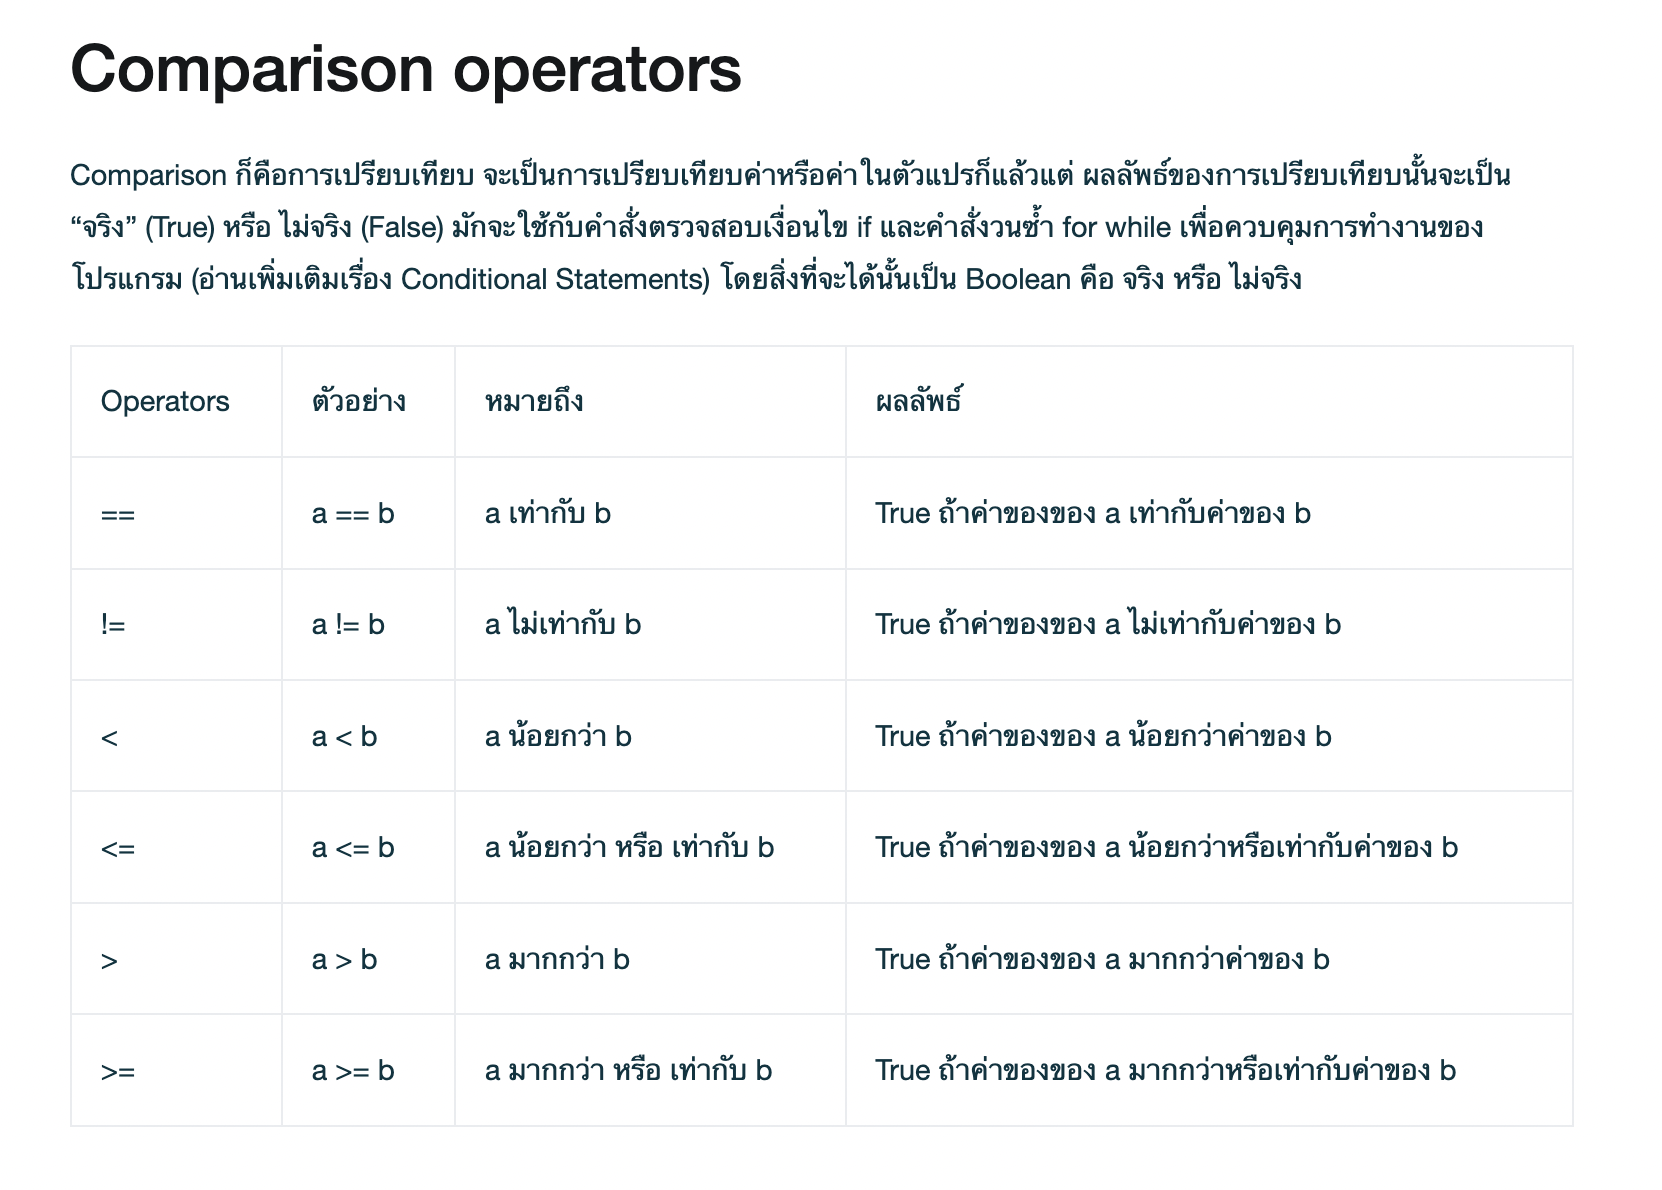 Comparison operators
Comparison ก็คือการเปรียบเทียบ จะเป็นการเปรียบเทียบค่าหรือค่าในตัวแปรก็แล้วแต่ ผลลัพธ์ของการเปรียบเทียบนั้นจะเป็น
“จริง” (True) หรือ ไม่จริง (False) มักจะใช้กับคำสั่งตรวจสอบเงื่อนไข if และคำสั่งวนซ้ำ for while เพื่อควบคุมการทำงานของ
โปรแกรม (อ่านเพิ่มเติมเรื่อง Conditional Statements) โดยสิ่งที่จะได้นั้นเป็น Boolean คือ จริง หรือ ไม่จริง
Operators ตัวอย่าง หมายถึง ผลลัพธ์
== a == b a เท่ากับ b True ถ้าค่าของของ a เท่ากับค่าของ b
!= a != b a ไม่เท่ากับ b True ถ้าค่าของของ a ไม่เท่ากับค่าของ b
< a < b a น้อยกว่า b True ถ้าค่าของของ a น้อยกว่าค่าของ b
<= a <= b a น้อยกว่า หรือ เท่ากับ b True ถ้าค่าของของ a น้อยกว่าหรือเท่ากับค่าของ b
> a > b a มากกว่า b True ถ้าค่าของของ a มากกว่าค่าของ b
>= a >= b a มากกว่า หรือ เท่ากับ b True ถ้าค่าของของ a มากกว่าหรือเท่ากับค่าของ b